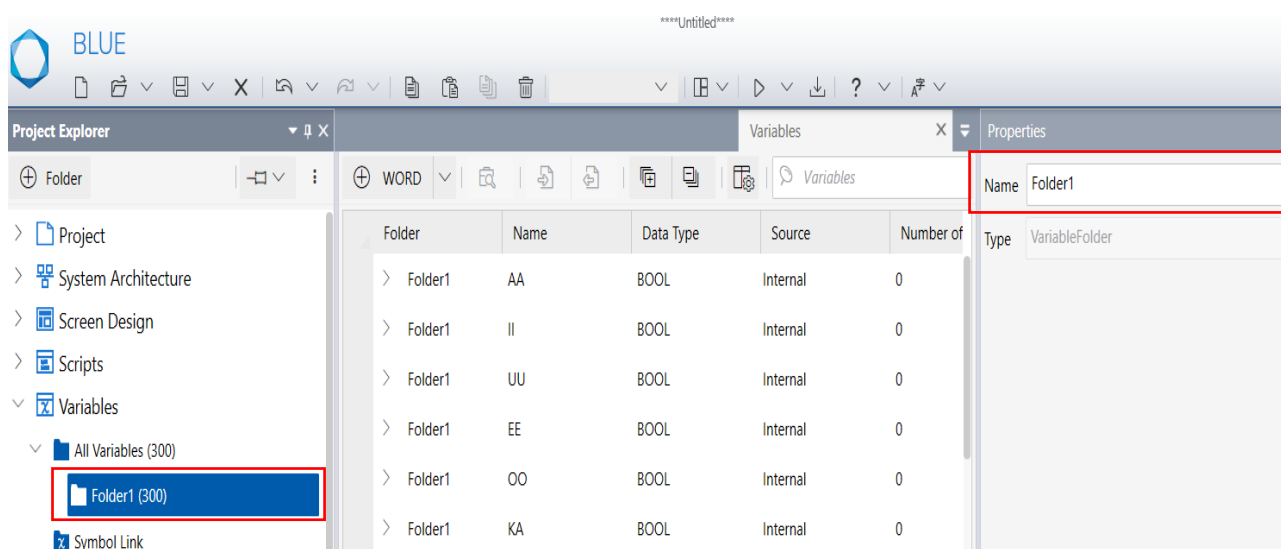 ****Untitled****
BLUE
?
Project Explorer
Variables
Properties
Folder
WORD
Variables
Name Folder1
Type VariableFolder
Project
System Architecture
Screen Design
Scripts
Variables
All Variables (300)
Folder1 (300)
Symbol Link
Folder Name Data Type Source Number of
Folder1 AA BOOL Internal 0
Folder1 II BOOL Internal 0
Folder1 UU BOOL Internal 0
Folder1 EE BOOL Internal 0
Folder1 OO BOOL Internal 0
Folder1 KA BOOL Internal 0